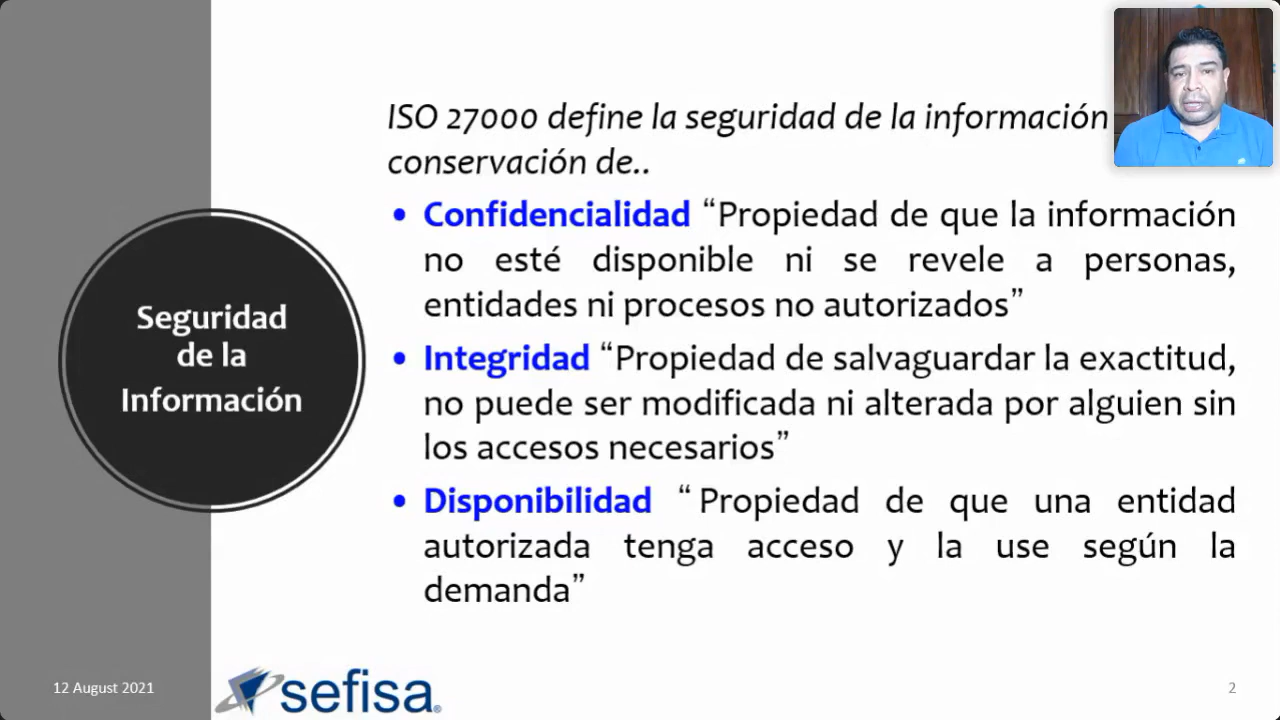 ISO 27000 define la seguridad de la información
conservación de..
• Confidencialidad “Propiedad de que la información
no esté disponible ni se revele a personas,
entidades ni procesos no autorizados”
• Integridad “Propiedad de salvaguardar la exactitud,
no puede ser modificada ni alterada por alguien sin
los accesos necesarios”
• Disponibilidad “ Propiedad de que una entidad
autorizada tenga acceso y la use según la
demanda”
Seguridad
de la
Información
12 August 2021
sefisa®
2